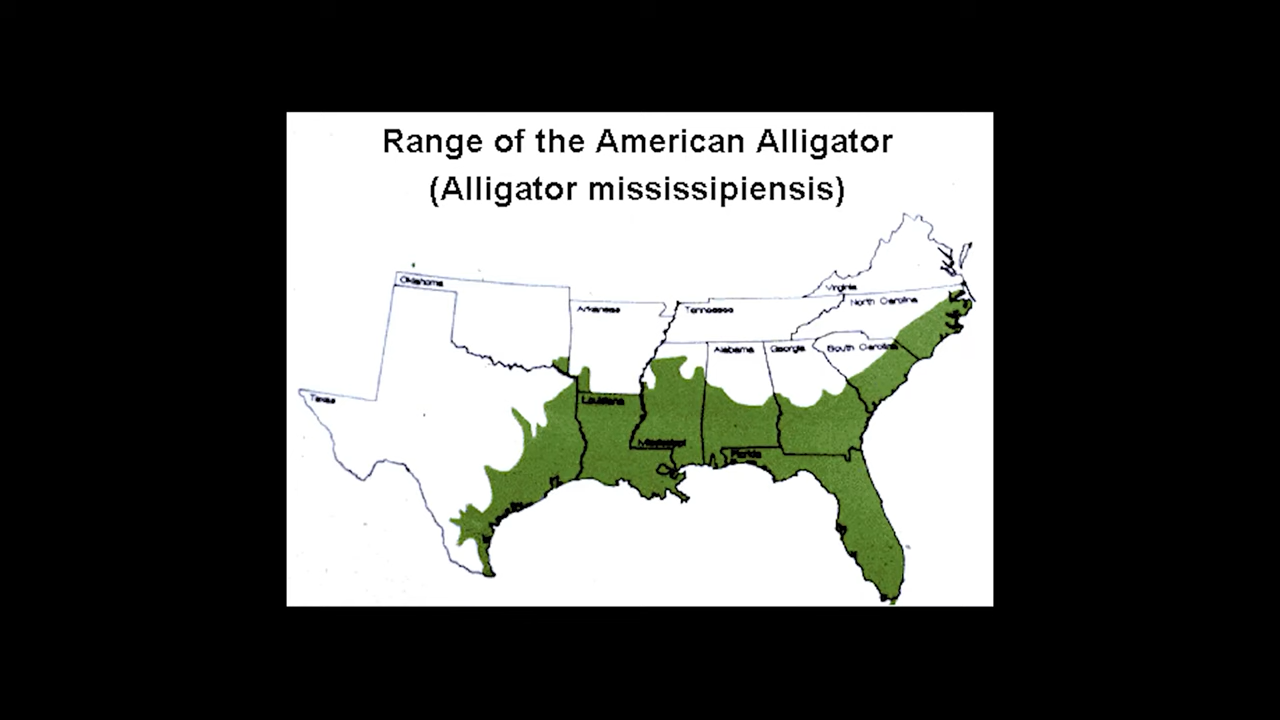 Range of the American Alligator
(Alligator mississipiensis)
Virginia
Oklahoma
North Carolina
Arkansas
Tennessee
Alabama
Georgia
South Carolina
Texas
Louisiana
Mississippi
Florida